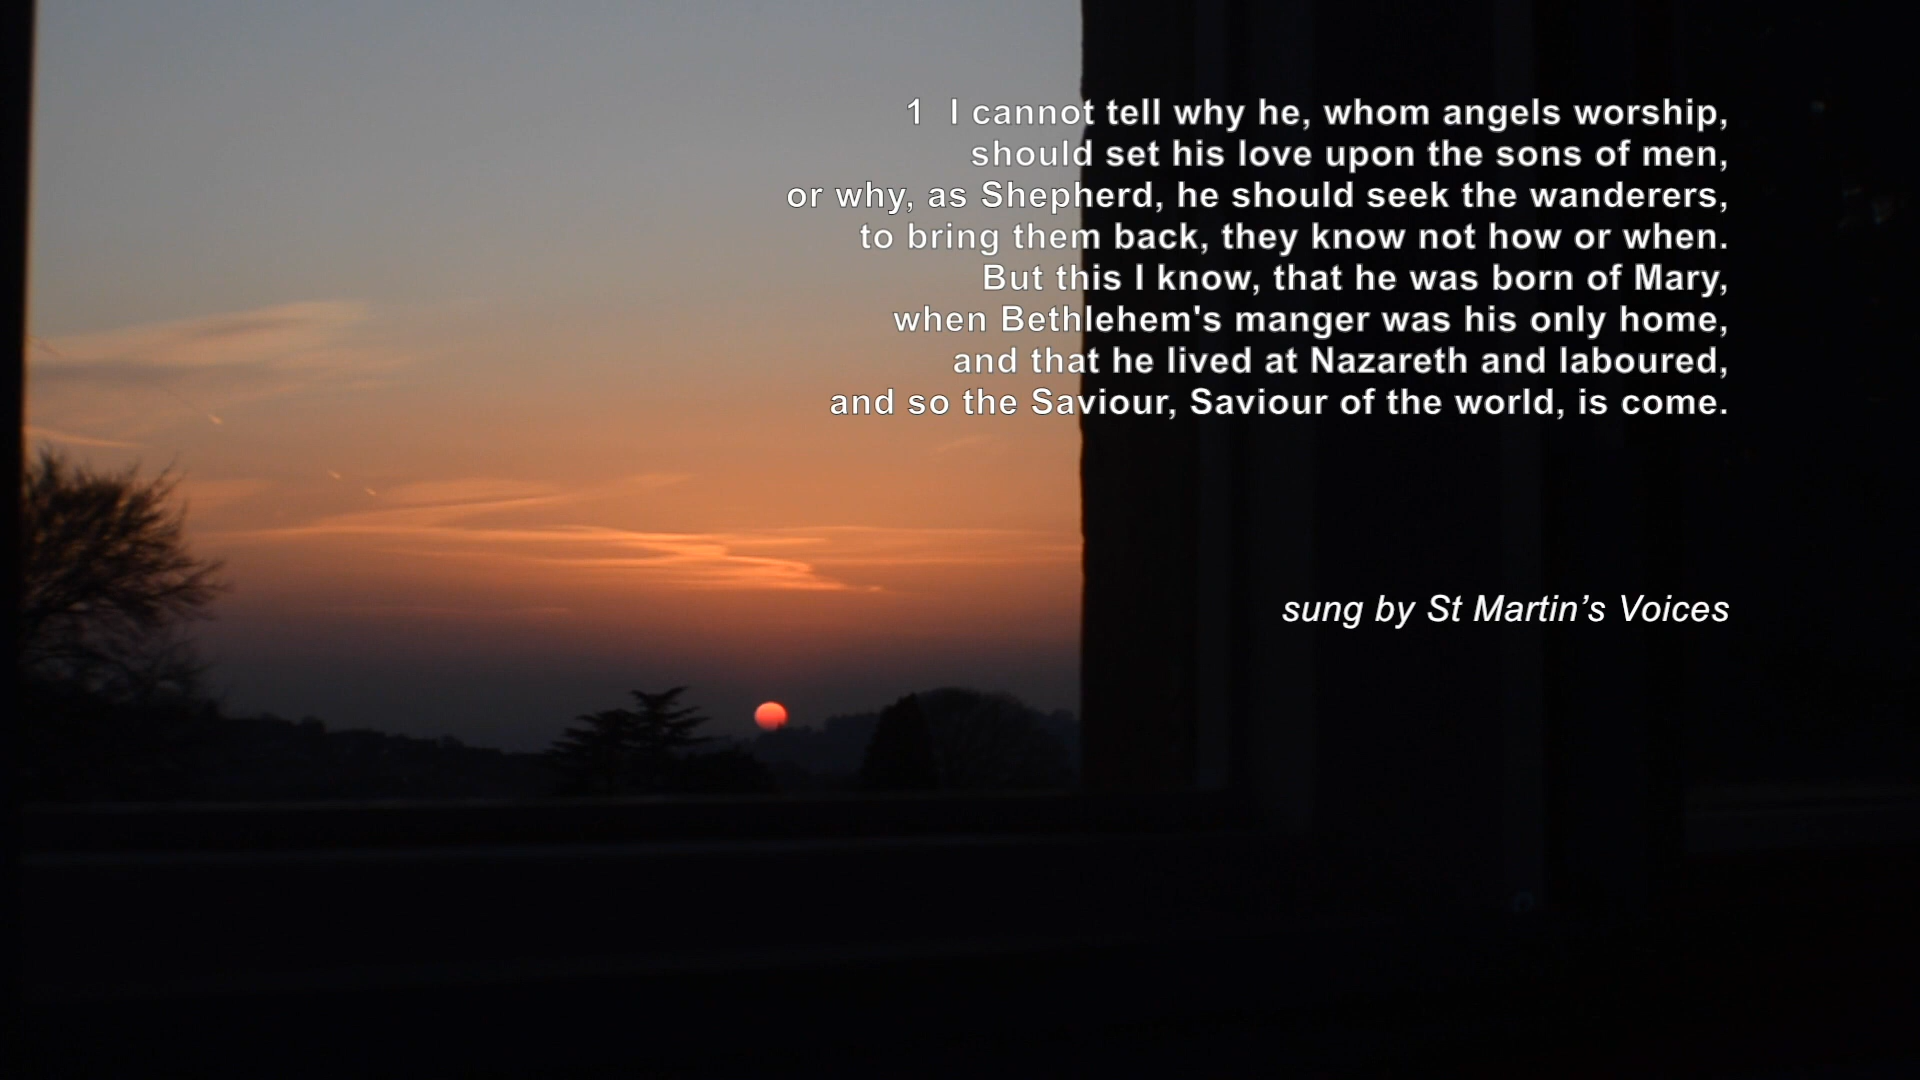 1 I cannot tell why he, whom angels worship,
should set his love upon the sons of men,
or why, as Shepherd, he should seek the wanderers,
to bring them back, they know not how or when.
But this I know, that he was born of Mary,
when Bethlehem's manger was his only home,
and that he lived at Nazareth and laboured,
and so the Saviour, Saviour of the world, is come.
sung by St Martin’s Voices